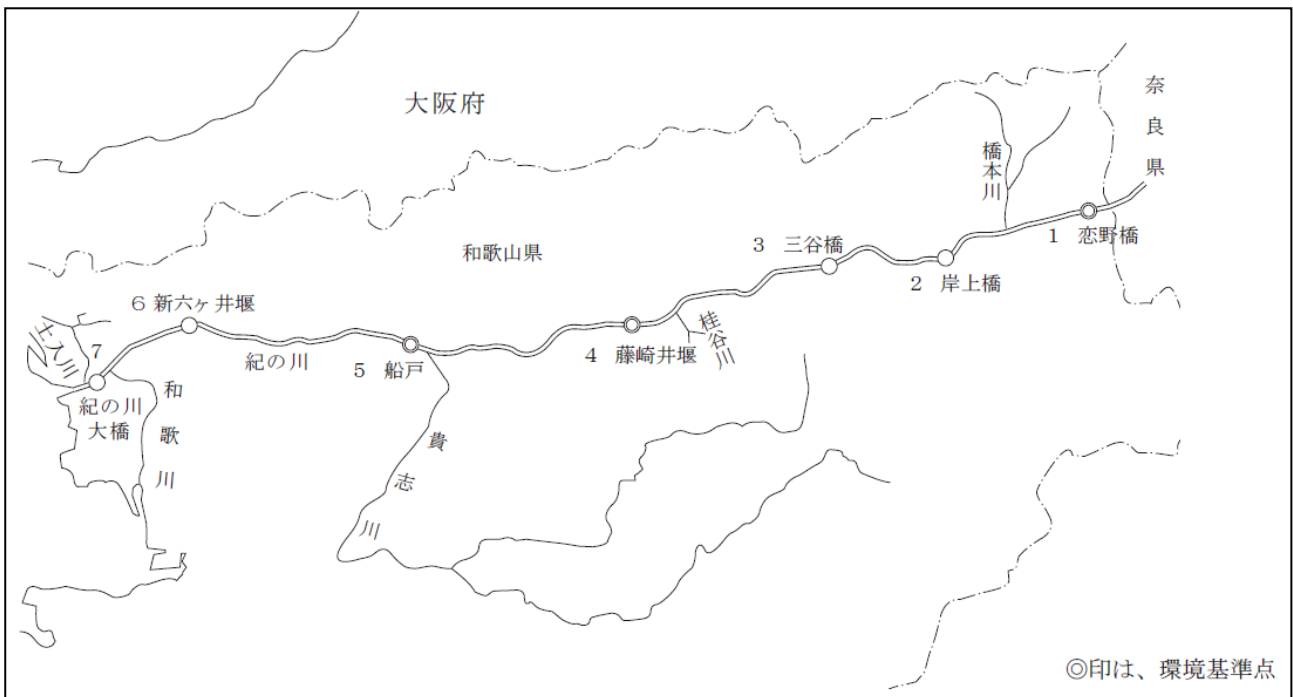 大阪府
奈良県
橋本川
1 恋野橋
3 三谷橋
2 岸上橋
和歌山県
6 新六ヶ井堰
桂谷川
4 藤崎井堰
土入川
7
紀の川
5 船戸
紀の川
大橋
和歌川
貴志川
◎印は、環境基準点